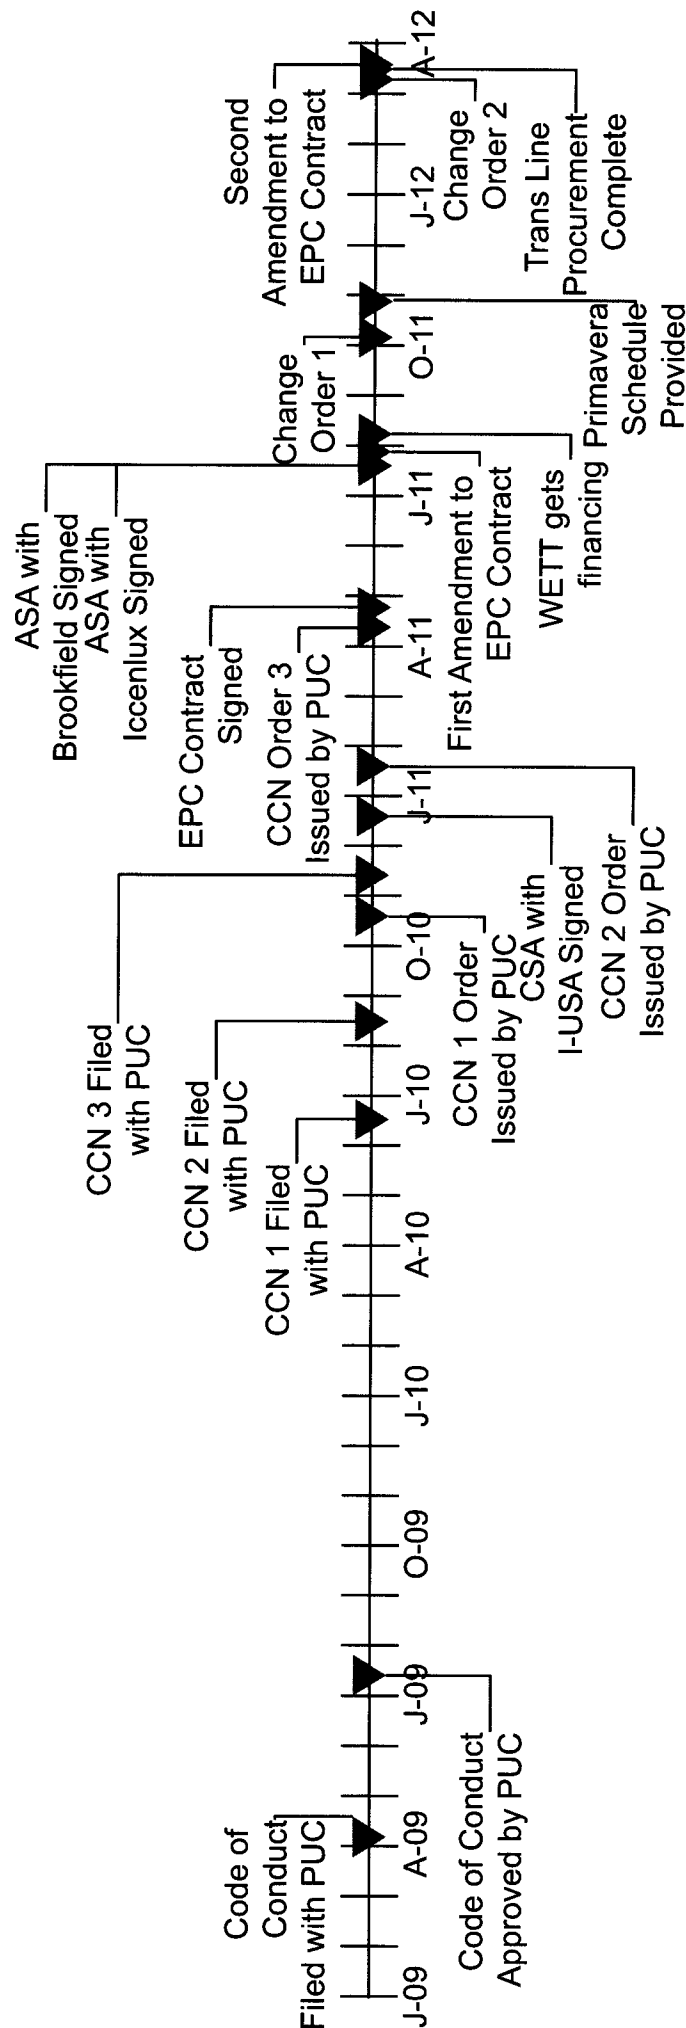 Code of
Conduct
Filed with PUC
CCN 1 Filed
with PUC
CCN 2 Filed
with PUC
CCN 3 Filed
with PUC
EPC Contract
Signed
CCN Order 3
Issued by PUC
ASA with
Brookfield Signed
ASA with
Iccenlux Signed
Change
Order 1
Second
Amendment to
EPC Contract
J-09
A-09
J-09
O-09
J-10
A-10
J-10
O-10
J-11
A-11
J-11
O-11
J-12
A-12
Code of Conduct
Approved by PUC
CCN 1 Order
Issued by PUC
CSA with
I-USA Signed
CCN 2 Order
Issued by PUC
First Amendment to
EPC Contract
WETT gets
financing
Primavera
Schedule
Provided
Change
Order 2
Trans Line
Procurement
Complete